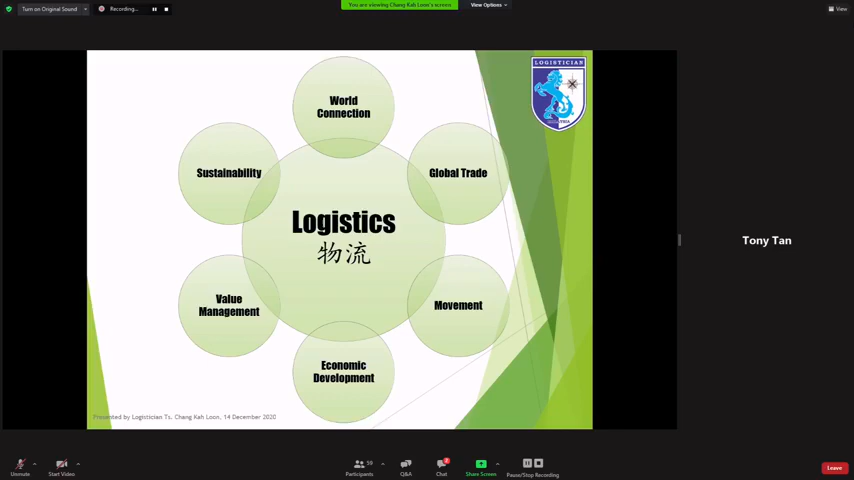 You are viewing Chang Kah Loon's screen
View Options
Turn on Original Sound
Recording...
View
LOGISTICIAN
World
Connection
Sustainability
Global Trade
Logistics
物流
Tony Tan
Value
Management
Movement
Economic
Development
Presented by Logistician Ts. Chang Kah Loon, 14 December 2020
Unmute
Start Video
Participants
59
Q&A
Chat
2
Share Screen
Pause/Stop Recording
Leave